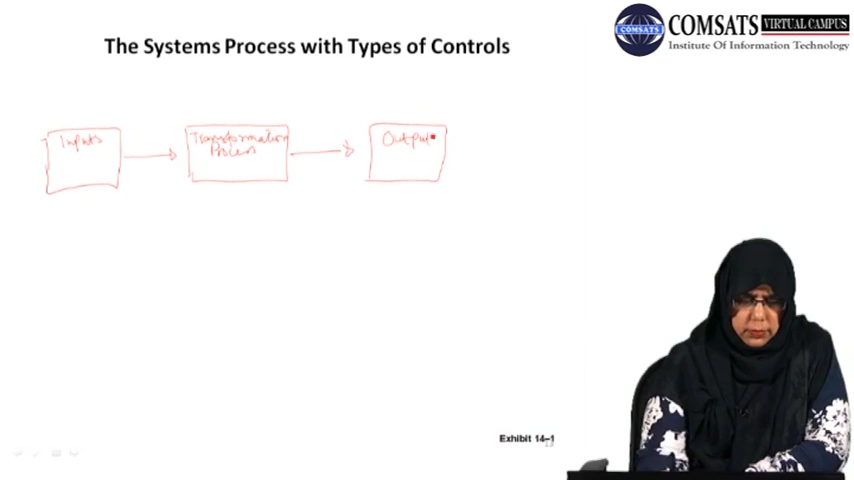 COMSATS VIRTUAL CAMPUS
Institute Of Information Technology
COMSATS
The Systems Process with Types of Controls
Inputs
Transformation
Process
Output
Exhibit 14–1